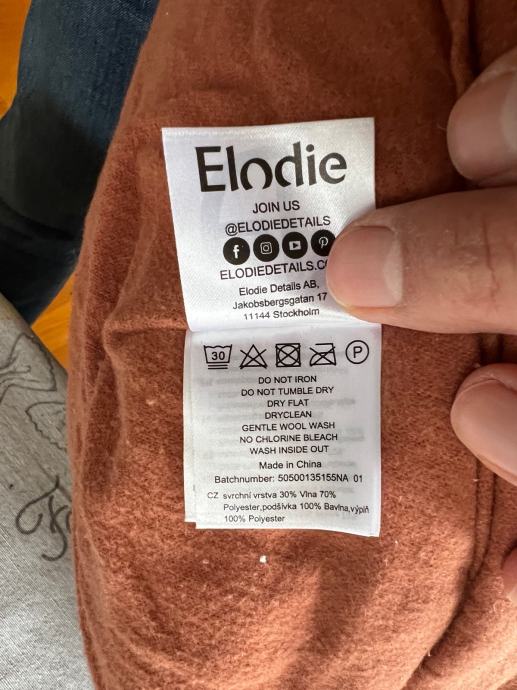 Elodie
JOIN US
@ELODIEDETAILS
ELODIEDETAILS.C
Elodie Details AB,
Jakobsbergsgatan 17
11144 Stockholm
30 P
DO NOT IRON
DO NOT TUMBLE DRY
DRY FLAT
DRYCLEAN
GENTLE WOOL WASH
NO CHLORINE BLEACH
WASH INSIDE OUT
Made in China
Batchnumber: 50500135155NA 01
CZ svrchní vrstva 30% Vlna 70%
Polyester,podšívka 100% Bavlna,výplň
100% Polyester